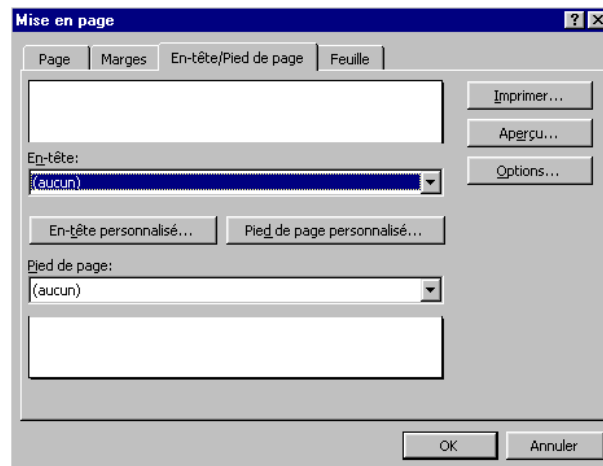 Mise en page
Page Marges En-tête/Pied de page Feuille
Imprimer...
Aperçu...
En-tête:
(aucun)
Options...
En-tête personnalisé... Pied de page personnalisé...
Pied de page:
(aucun)
OK Annuler